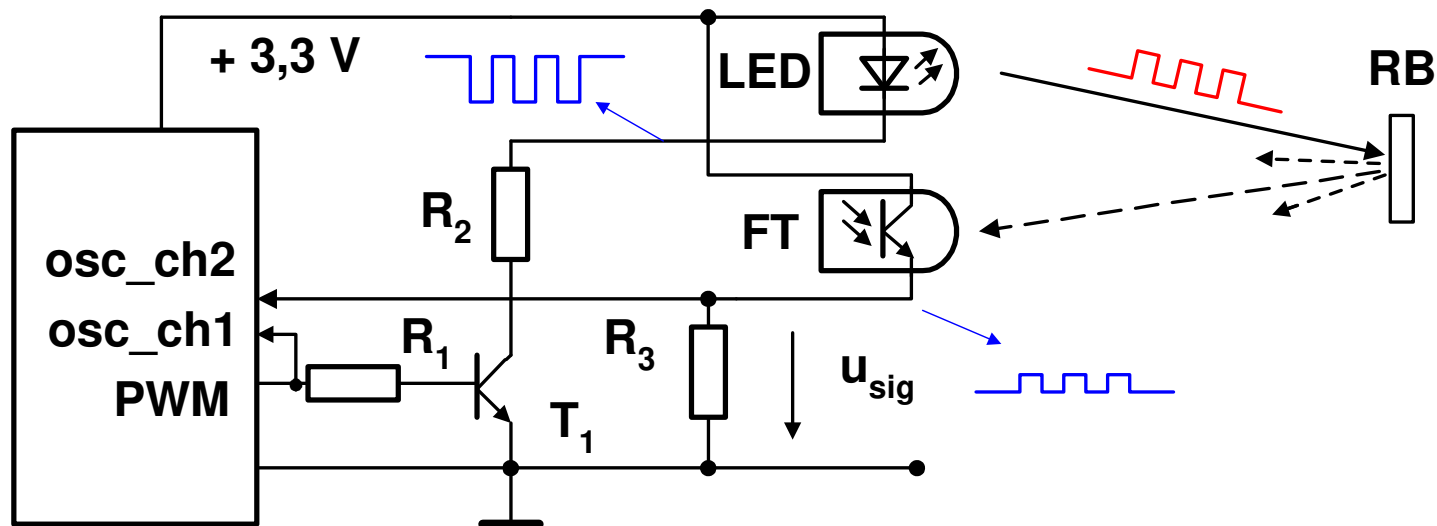 + 3,3 V
LED
RB
R2
FT
osc_ch2
osc_ch1
R1
R3
usig
PWM
T1